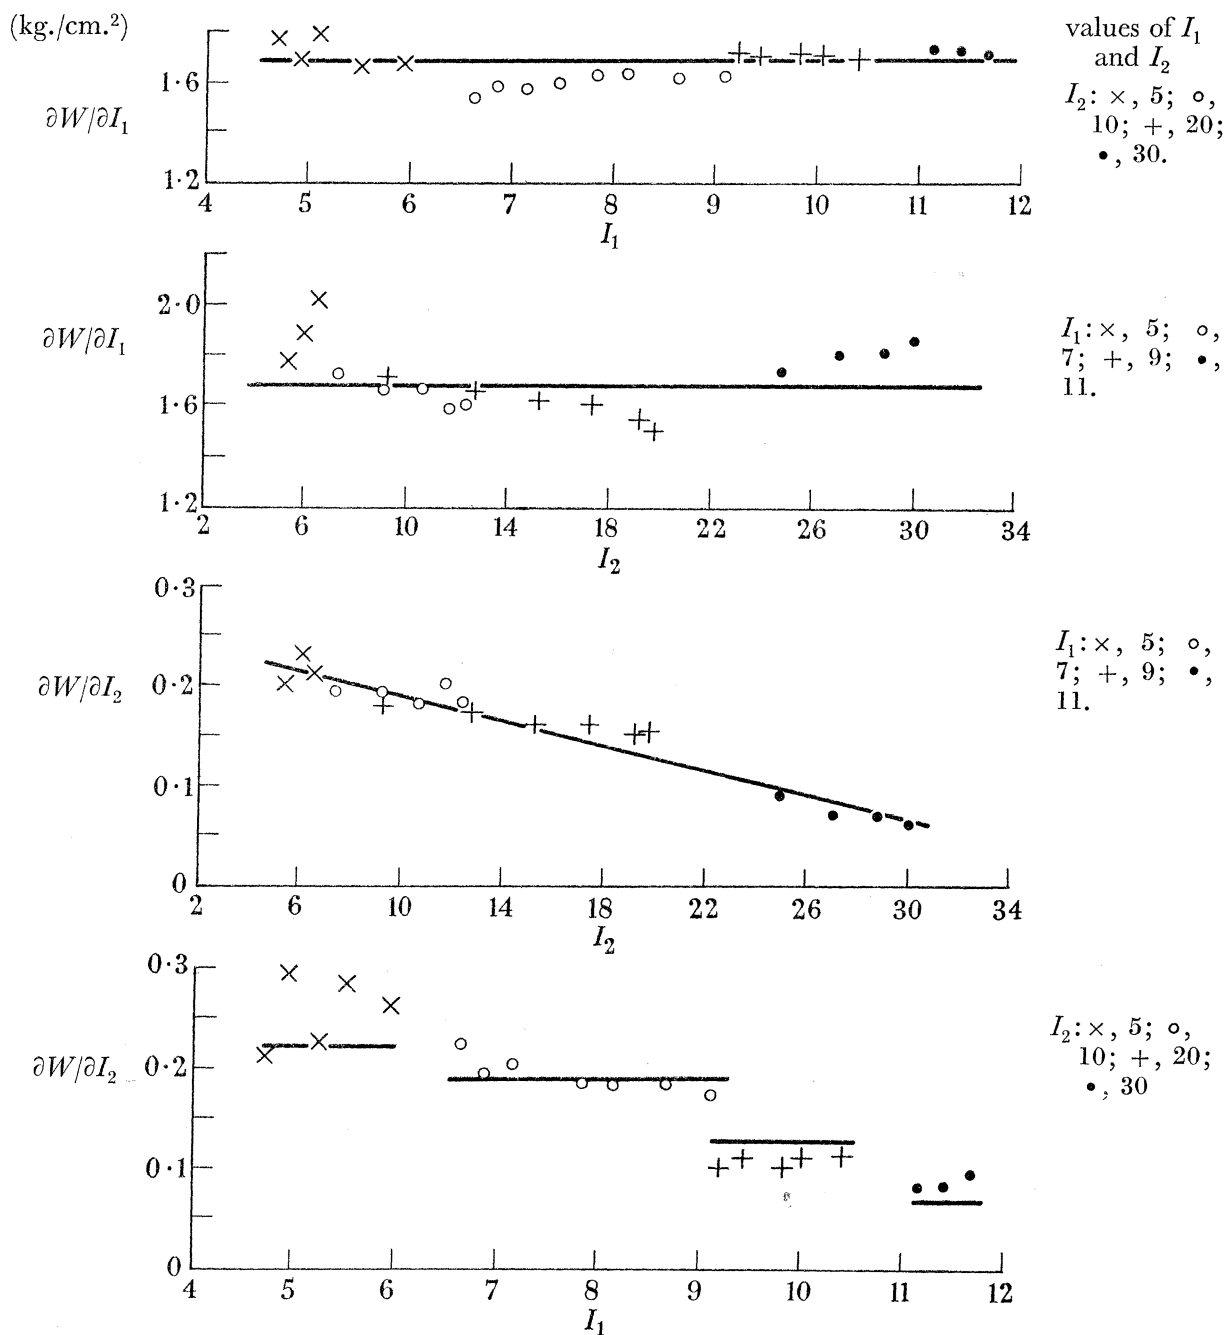 (kg./cm.²)
values of I₁
and I₂
I₂: ×, 5; ○,
10; +, 20;
●, 30.
1·6
∂W/∂I₁
1·2
4 5 6 7 8 9 10 11 12
I₁
2·0
∂W/∂I₁
I₁: ×, 5; ○,
7; +, 9; ●,
11.
1·6
1·2
2 6 10 14 18 22 26 30 34
I₂
0·3
I₁: ×, 5; ○,
7; +, 9; ●,
11.
∂W/∂I₂ 0·2
0·1
0
2 6 10 14 18 22 26 30 34
I₂
0·3
I₂: ×, 5; ○,
10; +, 20;
●, 30
∂W/∂I₂ 0·2
0·1
0
4 5 6 7 8 9 10 11 12
I₁